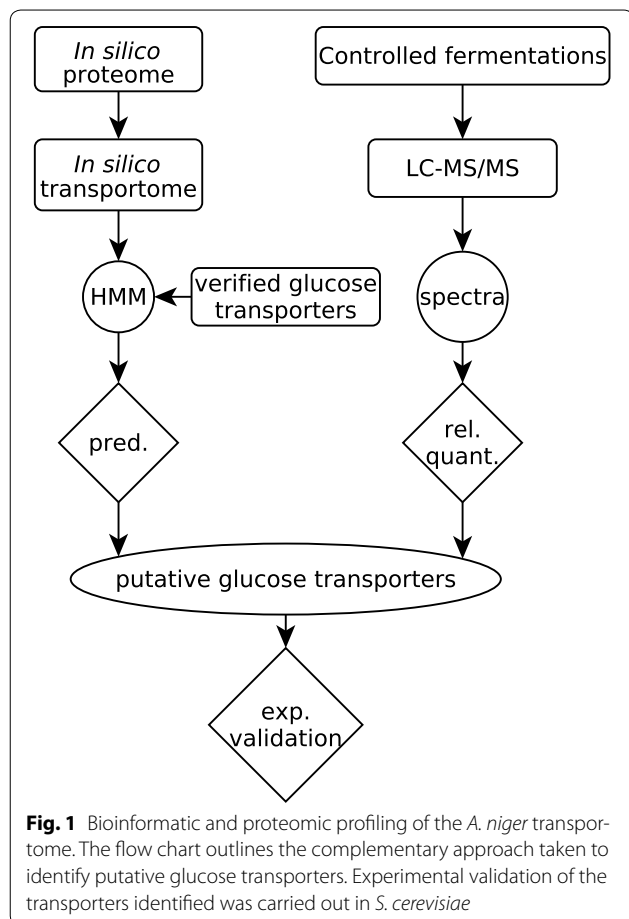 In silico
proteome
Controlled fermentations
In silico
transportome
LC-MS/MS
HMM
verified glucose
transporters
spectra
pred.
rel.
quant.
putative glucose transporters
exp.
validation
Fig. 1 Bioinformatic and proteomic profiling of the A. niger transpor-
tome. The flow chart outlines the complementary approach taken to
identify putative glucose transporters. Experimental validation of the
transporters identified was carried out in S. cerevisiae